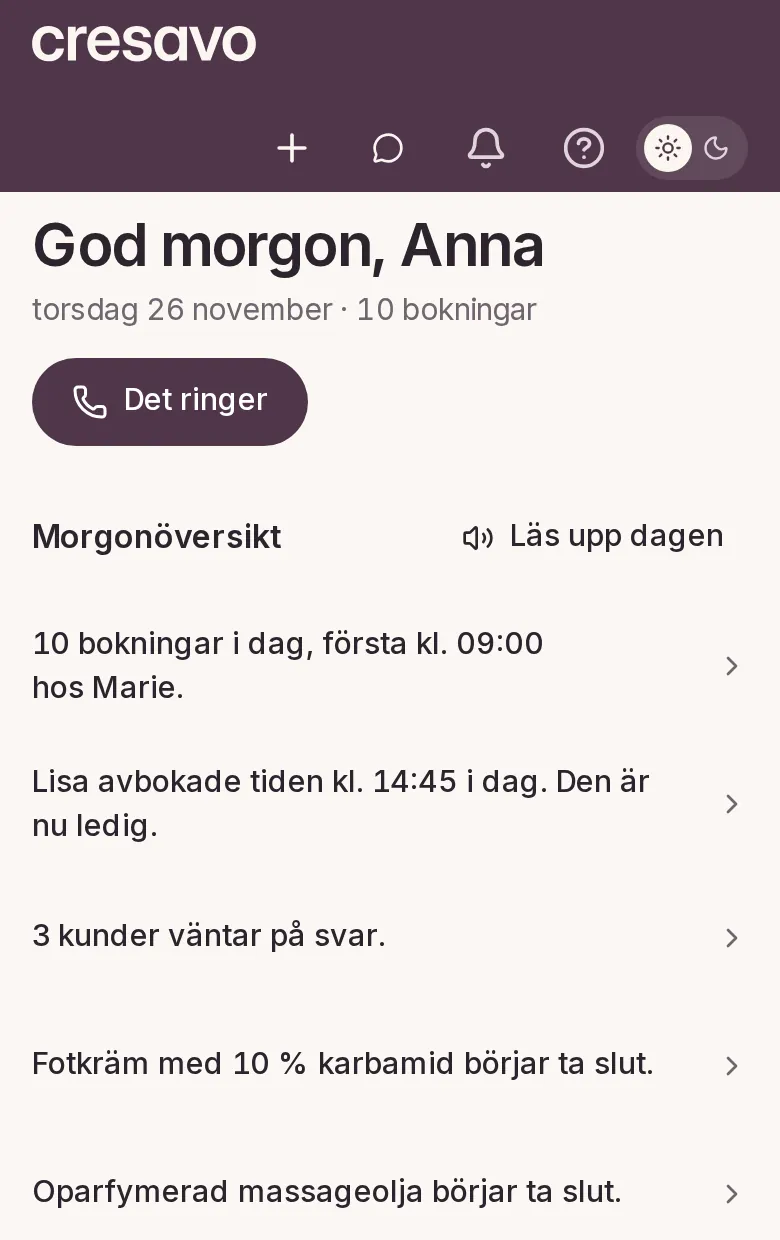 cresavo
God morgon, Anna
torsdag 26 november · 10 bokningar
Det ringer
Morgonöversikt
Läs upp dagen
10 bokningar i dag, första kl. 09:00
hos Marie.
Lisa avbokade tiden kl. 14:45 i dag. Den är
nu ledig.
3 kunder väntar på svar.
Fotkräm med 10 % karbamid börjar ta slut.
Oparfymerad massageolja börjar ta slut.